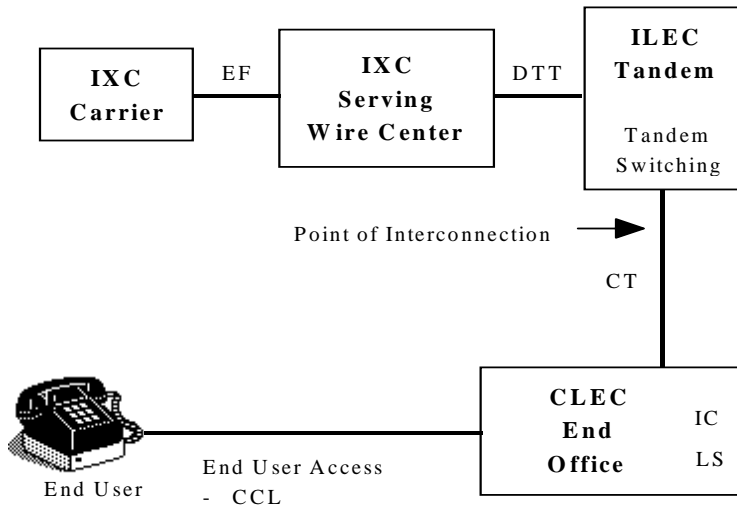 IXC
Carrier
EF
IXC
Serving
Wire Center
DTT
ILEC
Tandem
Tandem
Switching
Point of Interconnection
CT
CLEC
End
Office
IC
LS
End User
End User Access
- CCL